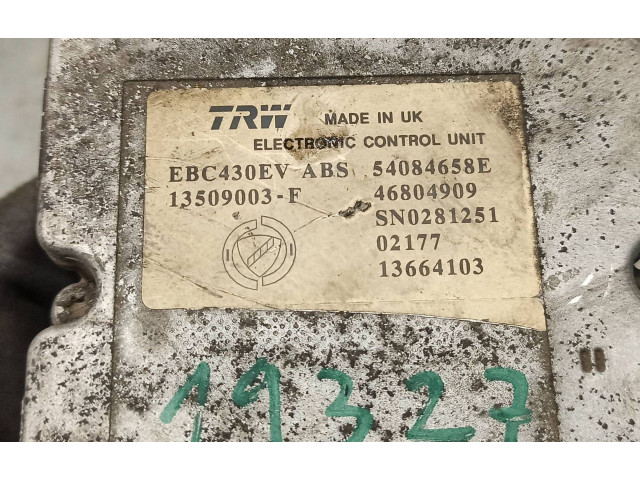 TRW MADE IN UK
ELECTRONIC CONTROL UNIT
EBC430EV ABS 54084658E
13509003-F 46804909
SN0281251
02177
13664103
19327